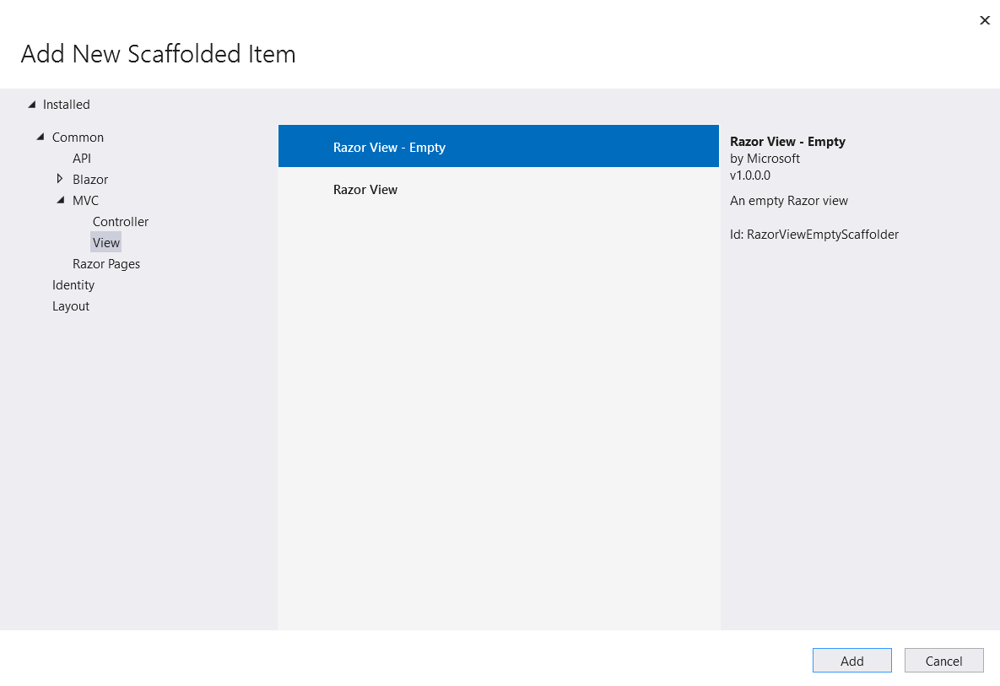 Add New Scaffolded Item
Installed
Common
API
Blazor
MVC
Controller
View
Razor Pages
Identity
Layout
Razor View - Empty
Razor View
Razor View - Empty
by Microsoft
v1.0.0.0
An empty Razor view
Id: RazorViewEmptyScaffolder
Add
Cancel